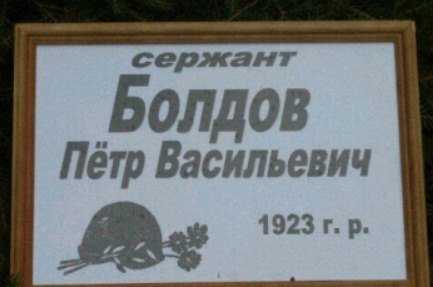 сержант
Болдов
Пётр Васильевич
1923 г. р.